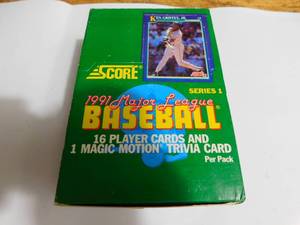 KEN GRIFFEY, JR.
SCORE
SERIES 1
1991 Major League
BASEBALL
16 PLAYER CARDS AND
1 MAGIC MOTION TRIVIA CARD
Per Pack